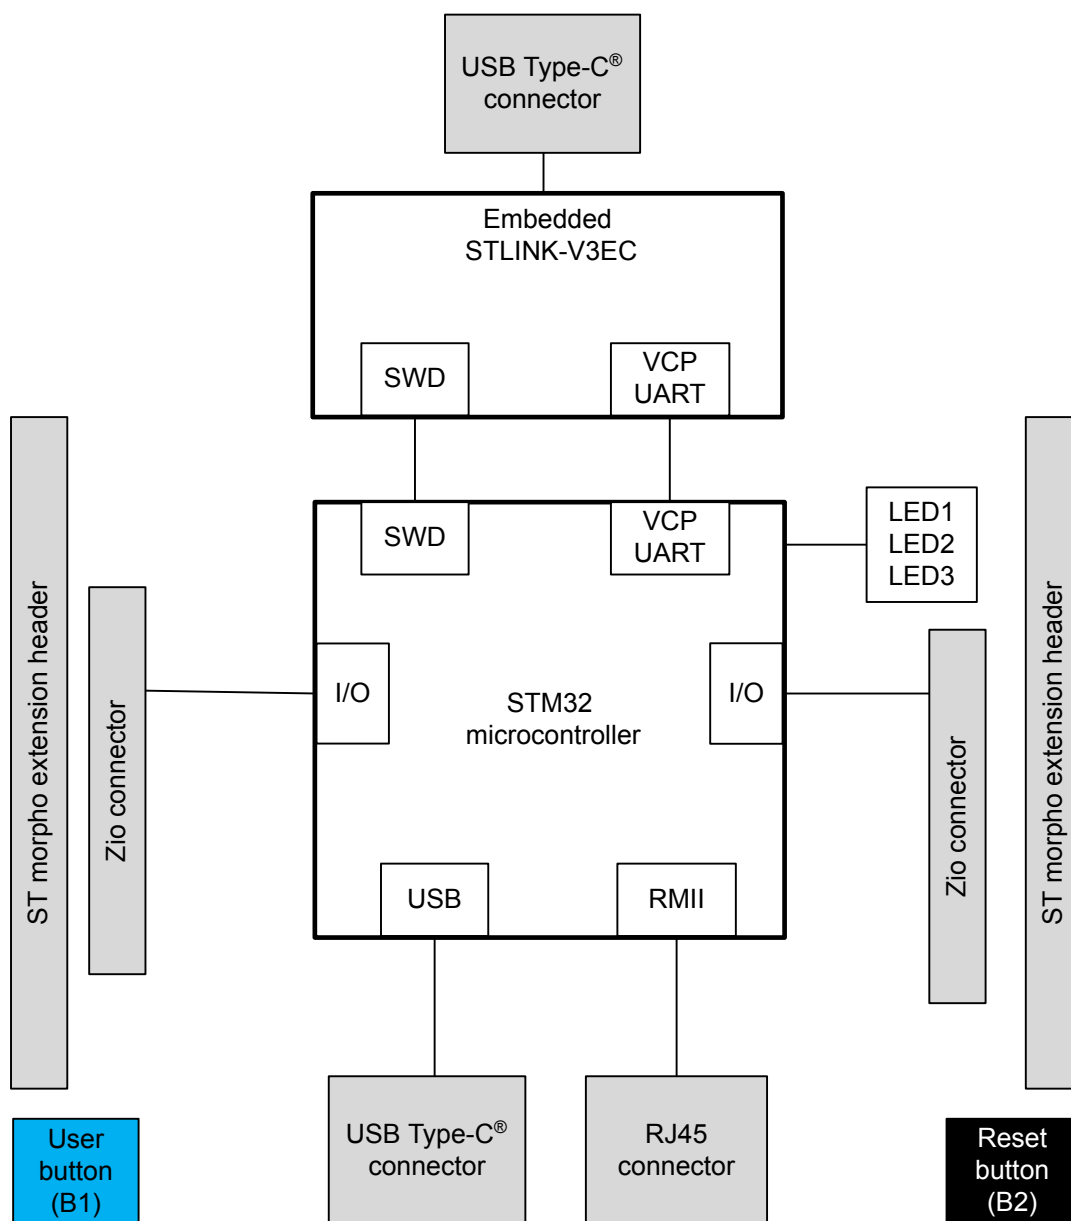 USB Type-C®
connector
Embedded
STLINK-V3EC
SWD
VCP
UART
SWD
VCP
UART
LED1
LED2
LED3
ST morpho extension header
Zio connector
I/O
STM32
microcontroller
I/O
Zio connector
ST morpho extension header
USB
RMII
USB Type-C®
connector
RJ45
connector
User
button
(B1)
Reset
button
(B2)